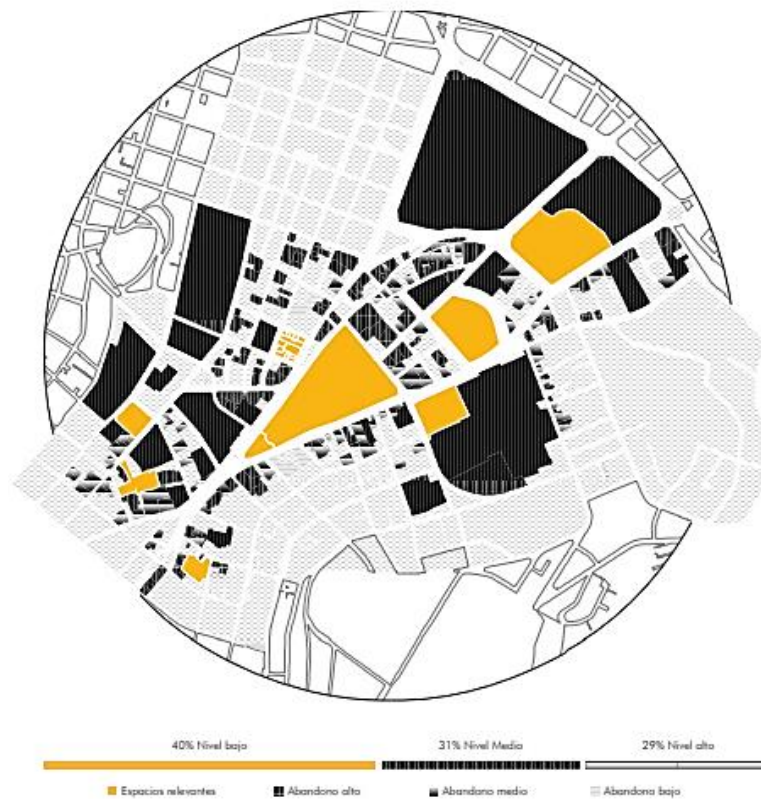 40% Nivel bajo 31% Nivel Medio 29% Nivel alto
Espacios relevantes Abandono alto Abandono medio Abandono bajo